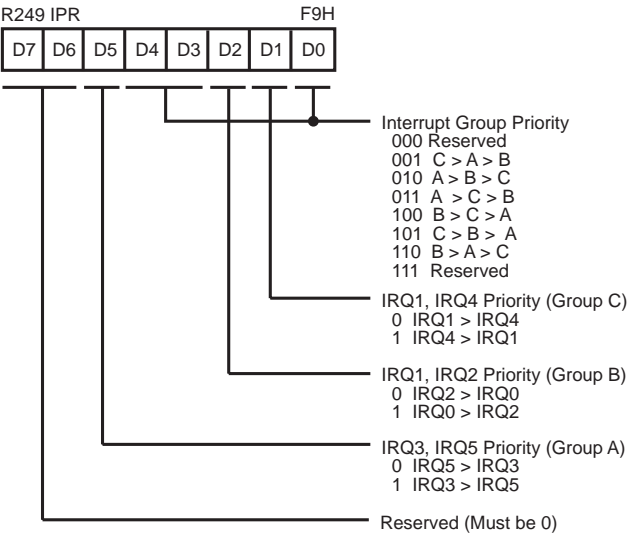 R249 IPR F9H
D7 D6 D5 D4 D3 D2 D1 D0
Interrupt Group Priority
000 Reserved
001 C > A > B
010 A > B > C
011 A > C > B
100 B > C > A
101 C > B > A
110 B > A > C
111 Reserved
IRQ1, IRQ4 Priority (Group C)
0 IRQ1 > IRQ4
1 IRQ4 > IRQ1
IRQ1, IRQ2 Priority (Group B)
0 IRQ2 > IRQ0
1 IRQ0 > IRQ2
IRQ3, IRQ5 Priority (Group A)
0 IRQ5 > IRQ3
1 IRQ3 > IRQ5
Reserved (Must be 0)